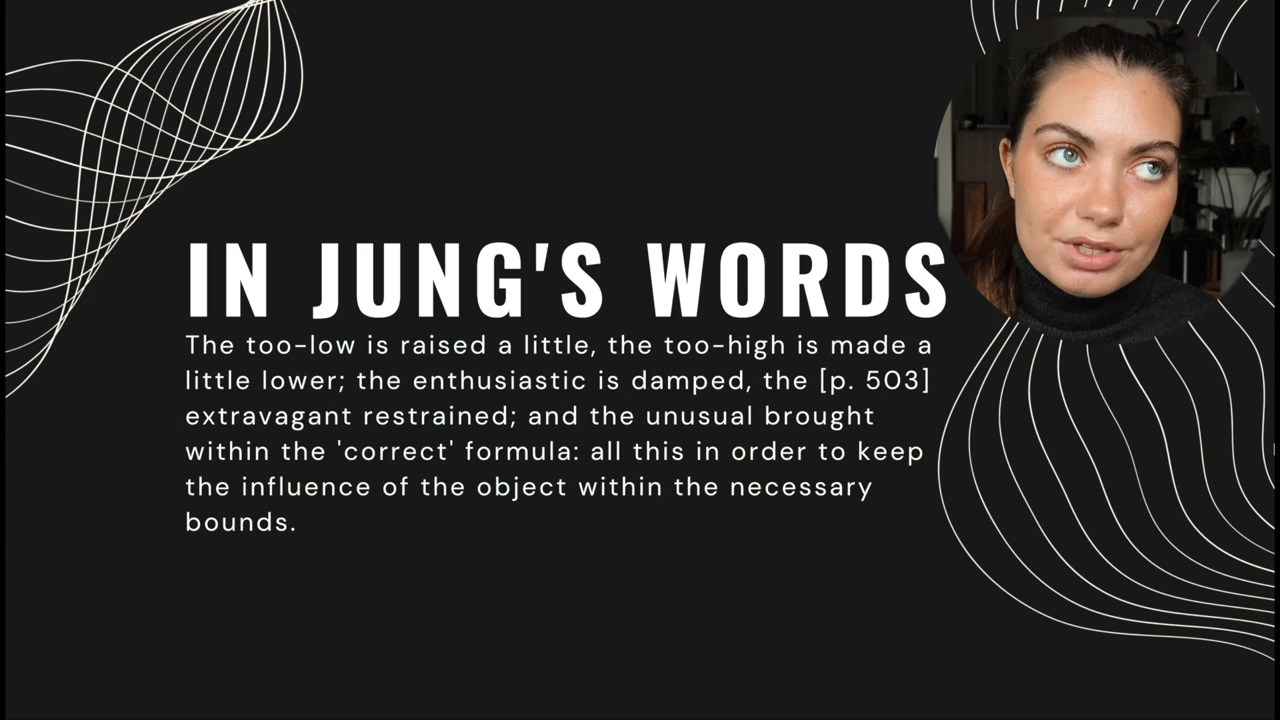 IN JUNG'S WORDS
The too-low is raised a little, the too-high is made a
little lower; the enthusiastic is damped, the [p. 503]
extravagant restrained; and the unusual brought
within the 'correct' formula: all this in order to keep
the influence of the object within the necessary
bounds.